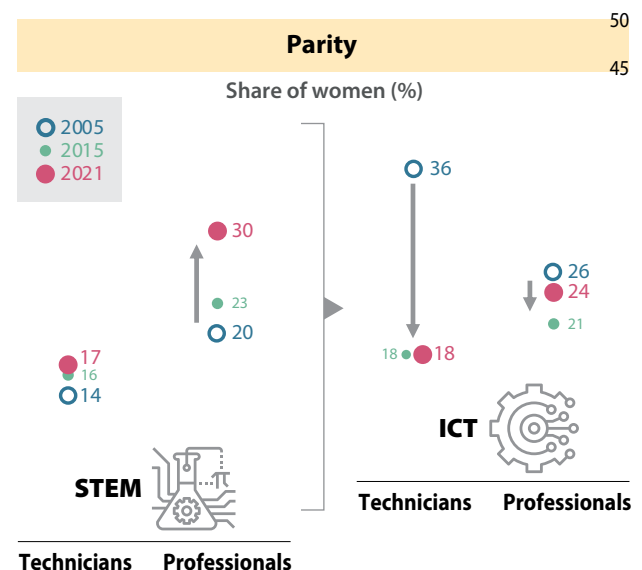 50
Parity
45
Share of women (%)
2005
2015
2021
36
30
26
24
23
21
20
18 18
17
16
14
ICT
π
STEM
Technicians Professionals
Technicians Professionals